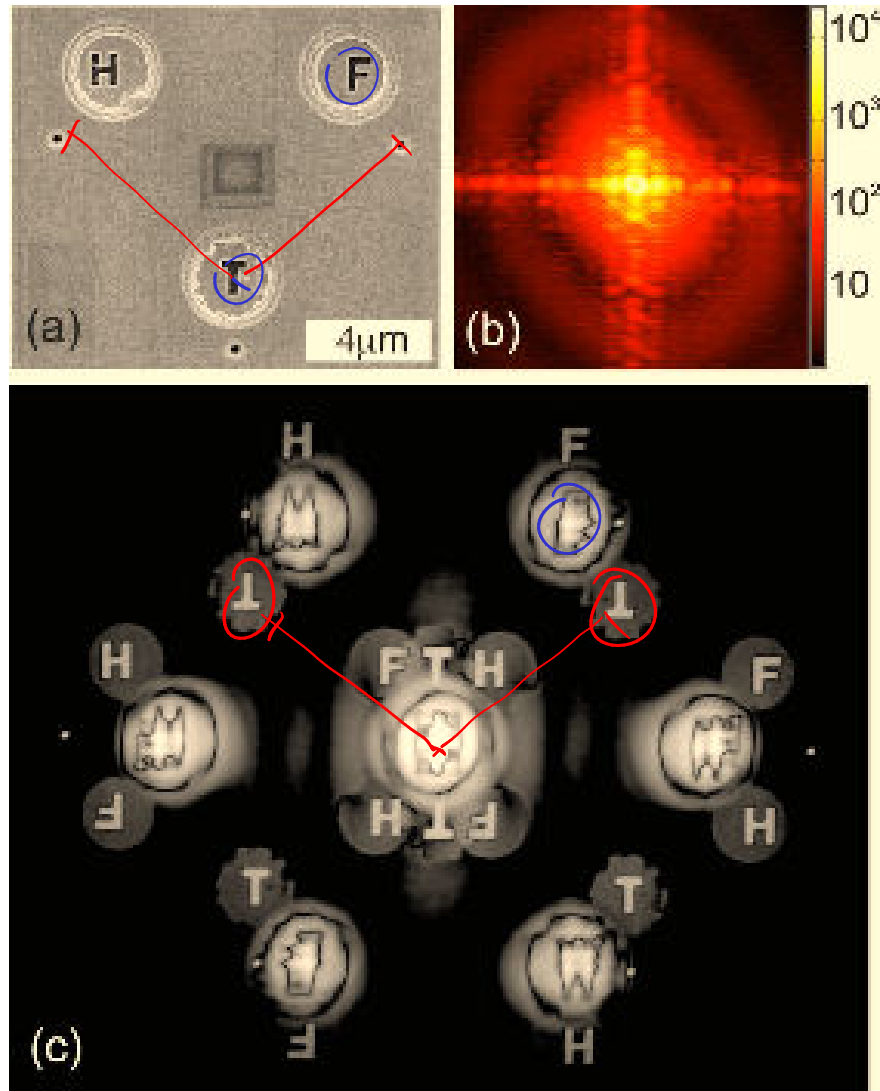 H F
T
(a) 4μm
10⁴
10³
10²
10
(b)
H F
T T
H F T H F
F H T F H
T T
F H
(c)